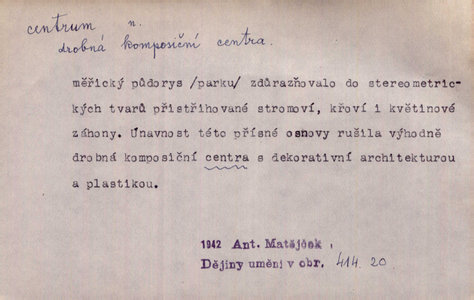 centrum n.
drobná komposiční centra.
měřický půdorys /parku/ zdůrazňovalo do stereometric-
kých tvarů přistřihované stromoví, křoví i květinové
záhony. Únavnost této přísné osnovy rušila výhodně
drobná komposiční centra s dekorativní architekturou
a plastikou.
1942 Ant. Matějček
Dějiny umění v obr. 414. 20